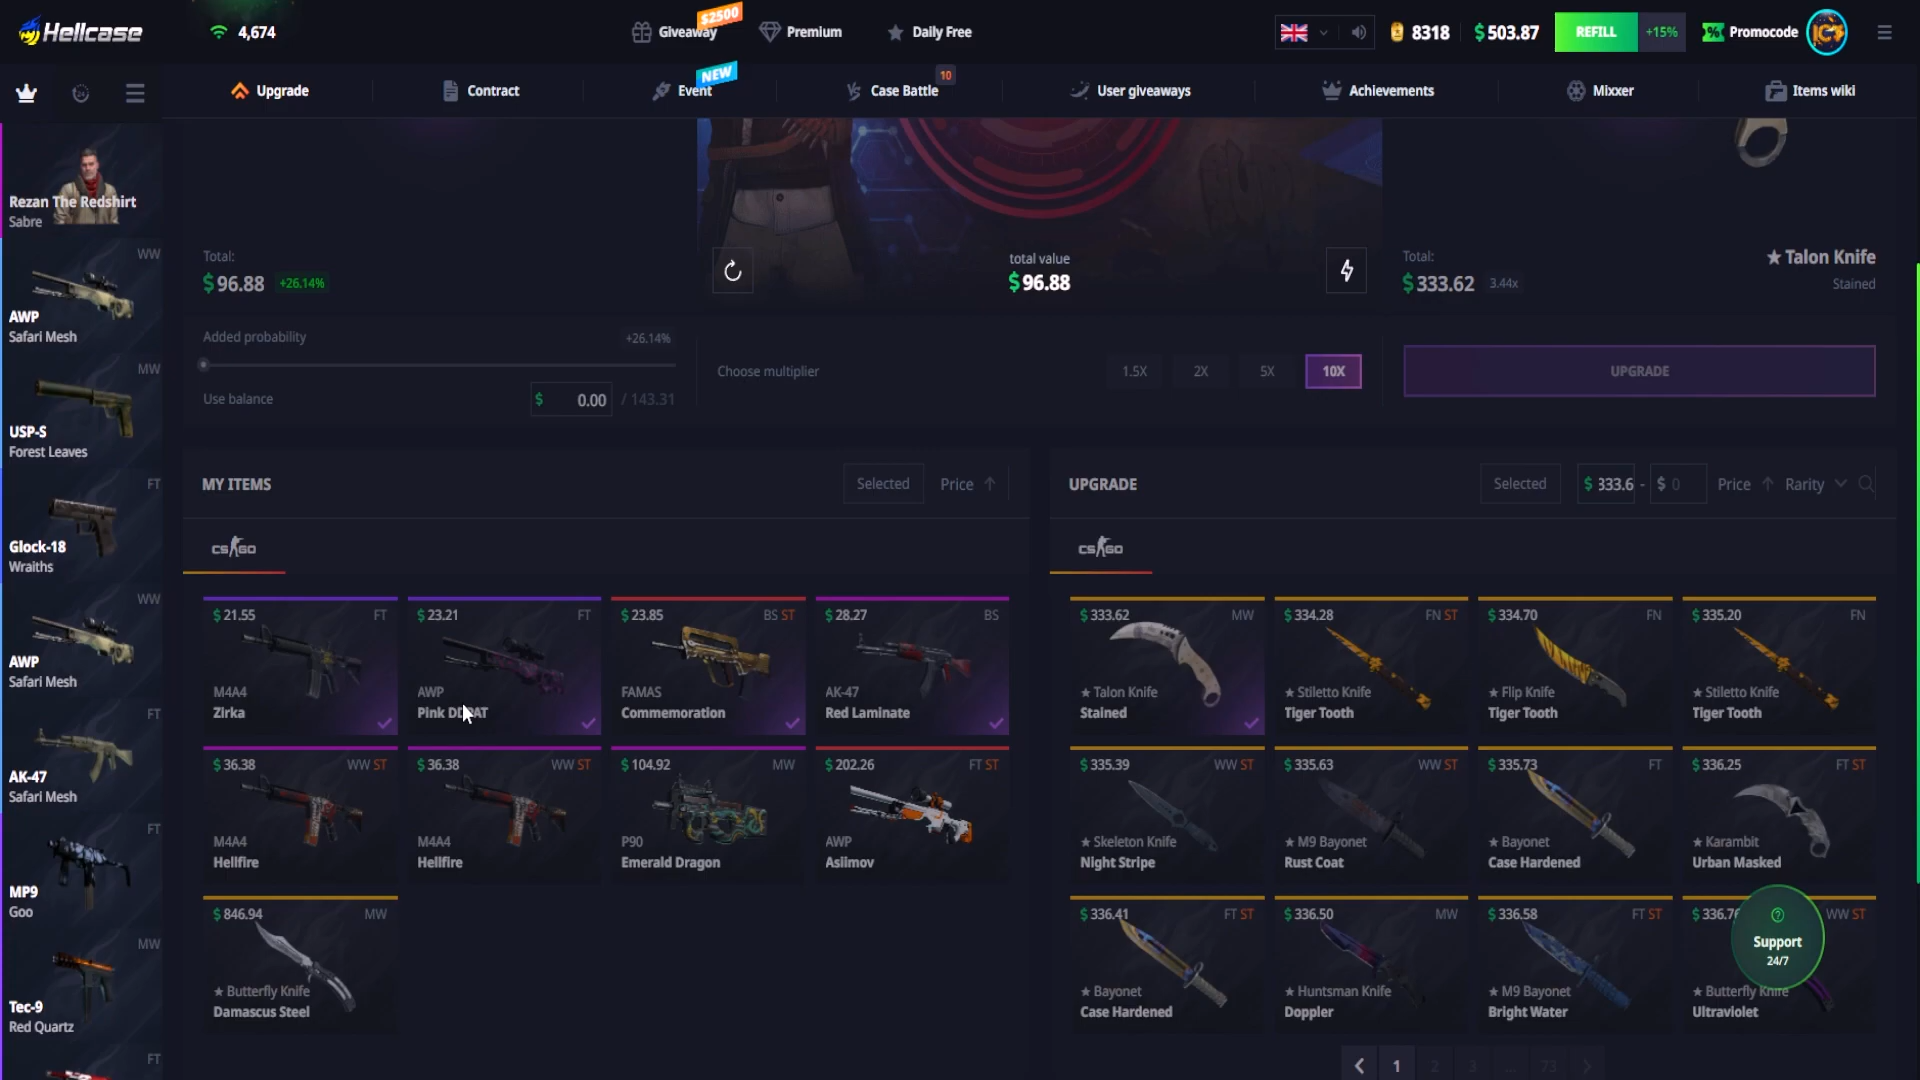 Hellcase
4,674
Giveaway
$2500
Premium
Daily Free
8318
$503.87
REFILL
+15%
Promocode
24
Upgrade
Contract
Event
NEW
Case Battle
10
User giveaways
Achievements
Mixxer
Items wiki
Rezan The Redshirt
Sabre
WW
AWP
Safari Mesh
MW
USP-S
Forest Leaves
FT
Glock-18
Wraiths
WW
AWP
Safari Mesh
FT
AK-47
Safari Mesh
FT
MP9
Goo
MW
Tec-9
Red Quartz
FT
Total:
$96.88 +26.14%
total value
$96.88
Total:
$333.62 3.44x
★ Talon Knife
Stained
Added probability
+26.14%
Use balance
$ 0.00 / 143.31
Choose multiplier
1.5X 2X 5X 10X
UPGRADE
MY ITEMS
Selected
Price
CS GO
$21.55 FT
M4A4
Zirka
$23.21 FT
AWP
Pink DDPAT
$23.85 BS ST
FAMAS
Commemoration
$28.27 BS
AK-47
Red Laminate
$36.38 WW ST
M4A4
Hellfire
$36.38 WW ST
M4A4
Hellfire
$104.92 MW
P90
Emerald Dragon
$202.26 FT ST
AWP
Asiimov
$846.94 MW
★ Butterfly Knife
Damascus Steel
UPGRADE
Selected
$ 333.6 - $ 0
Price
Rarity
CS GO
$333.62 MW
★ Talon Knife
Stained
$334.28 FN ST
★ Stiletto Knife
Tiger Tooth
$334.70 FN
★ Flip Knife
Tiger Tooth
$335.20 FN
★ Stiletto Knife
Tiger Tooth
$335.39 WW ST
★ Skeleton Knife
Night Stripe
$335.63 WW ST
★ M9 Bayonet
Rust Coat
$335.73 FT
★ Bayonet
Case Hardened
$336.25 FT ST
★ Karambit
Urban Masked
$336.41 FT ST
★ Bayonet
Case Hardened
$336.50 MW
★ Huntsman Knife
Doppler
$336.58 FT ST
★ M9 Bayonet
Bright Water
$336.76 WW ST
★ Butterfly Knife
Ultraviolet
Support
24/7
1 2 3 ... 73